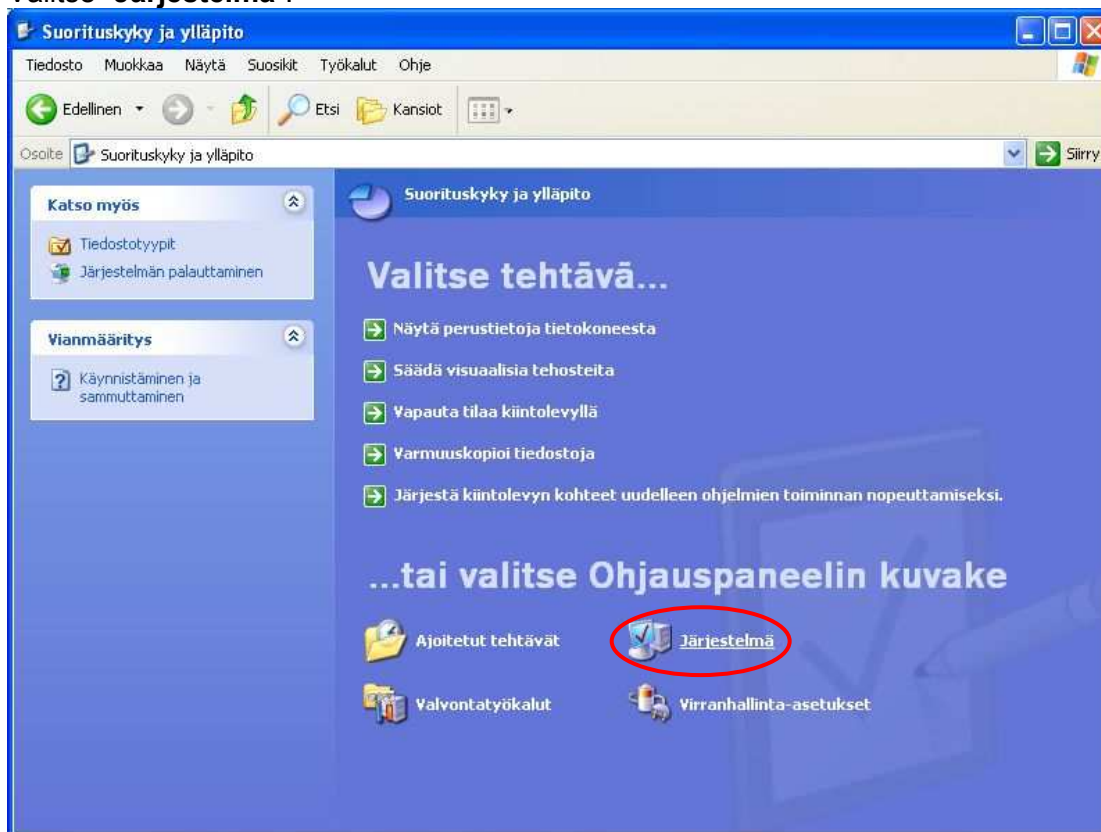 Valitse "Järjestelmä".
Suorituskyky ja ylläpito
Tiedosto Muokkaa Näytä Suosikit Työkalut Ohje
Edellinen Etsi Kansiot
Osoite Suorituskyky ja ylläpito Siirry
Katso myös
Tiedostotyypit
Järjestelmän palauttaminen
Vianmääritys
Käynnistäminen ja
sammuttaminen
Suorituskyky ja ylläpito
Valitse tehtävä...
Näytä perustietoja tietokoneesta
Säädä visuaalisia tehosteita
Vapauta tilaa kiintolevyllä
Varmuuskopioi tiedostoja
Järjestä kiintolevyn kohteet uudelleen ohjelmien toiminnan nopeuttamiseksi.
...tai valitse Ohjauspaneelin kuvake
Ajoitetut tehtävät Järjestelmä
Valvontatyökalut Virranhallinta-asetukset